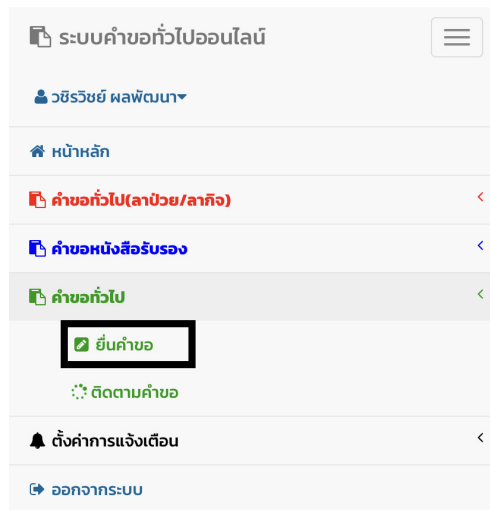 ระบบคำขอทั่วไปออนไลน์
วชิรวิชย์ ผลพัฒนา
หน้าหลัก
คำขอทั่วไป(ลาป่วย/ลากิจ)
คำขอหนังสือรับรอง
คำขอทั่วไป
ยื่นคำขอ
ติดตามคำขอ
ตั้งค่าการแจ้งเตือน
ออกจากระบบ